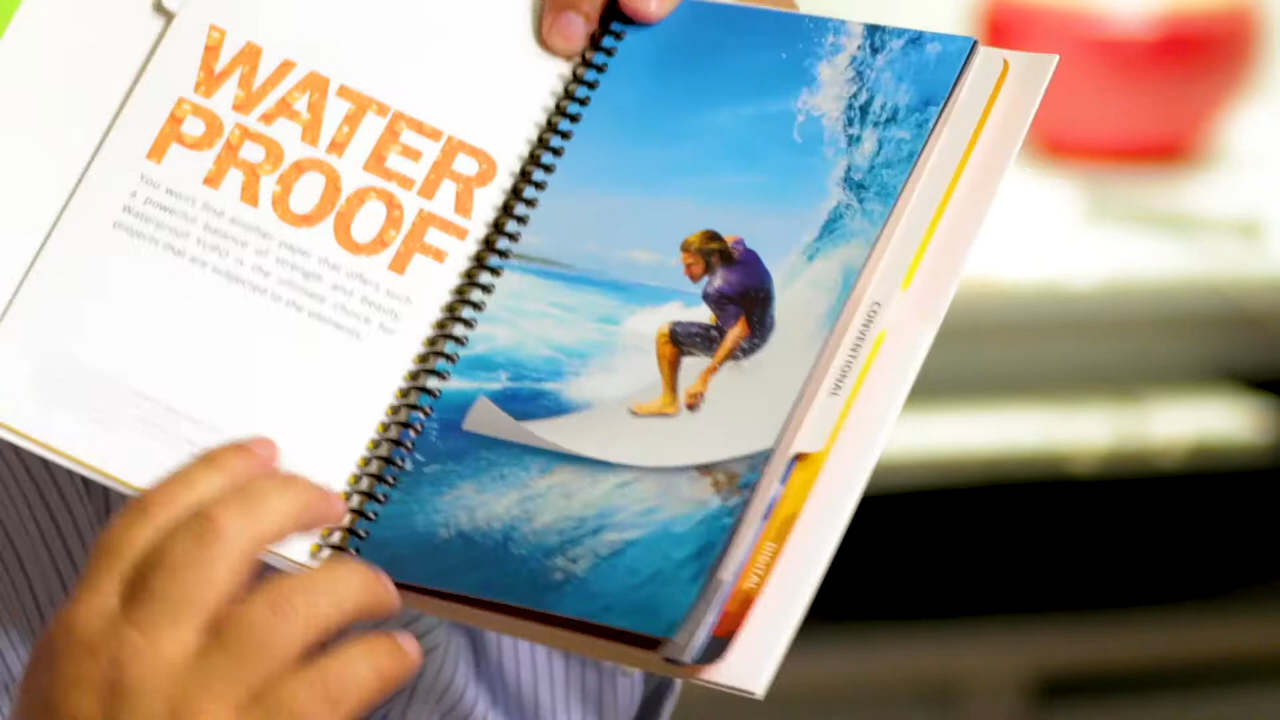 WATER
PROOF
You won't find another paper that offers such
a powerful balance of strength and beauty.
Waterproof YUPO is the ultimate choice for
projects that are subjected to the elements.
CONVENTIONAL
DIGITAL